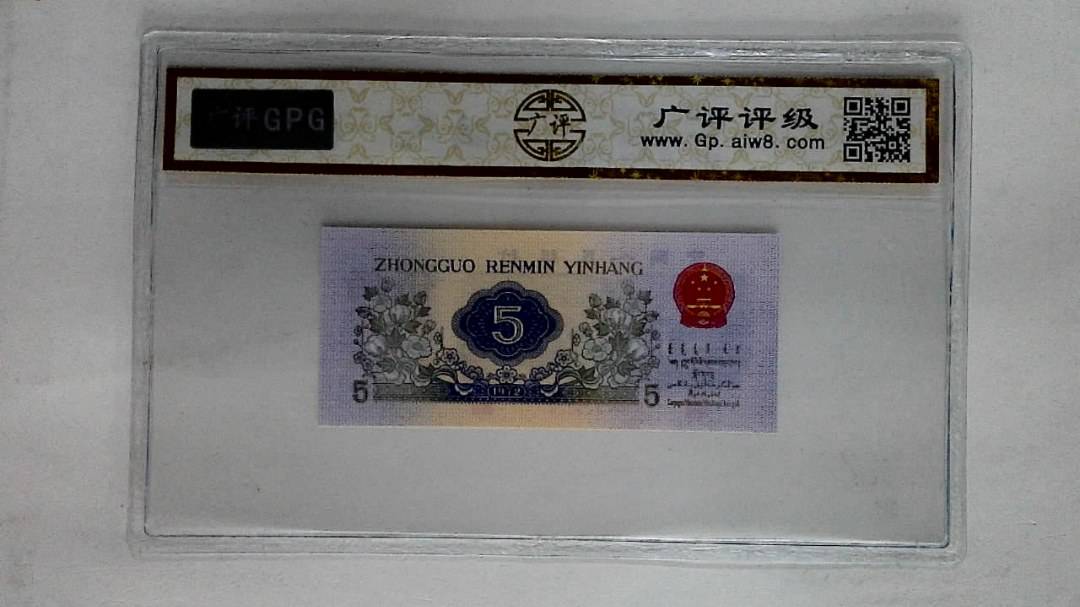 广评GPG
广评
广评评级
www. Gp. aiw8. com
ZHONGGUO RENMIN YINHANG
5
5
5
1972